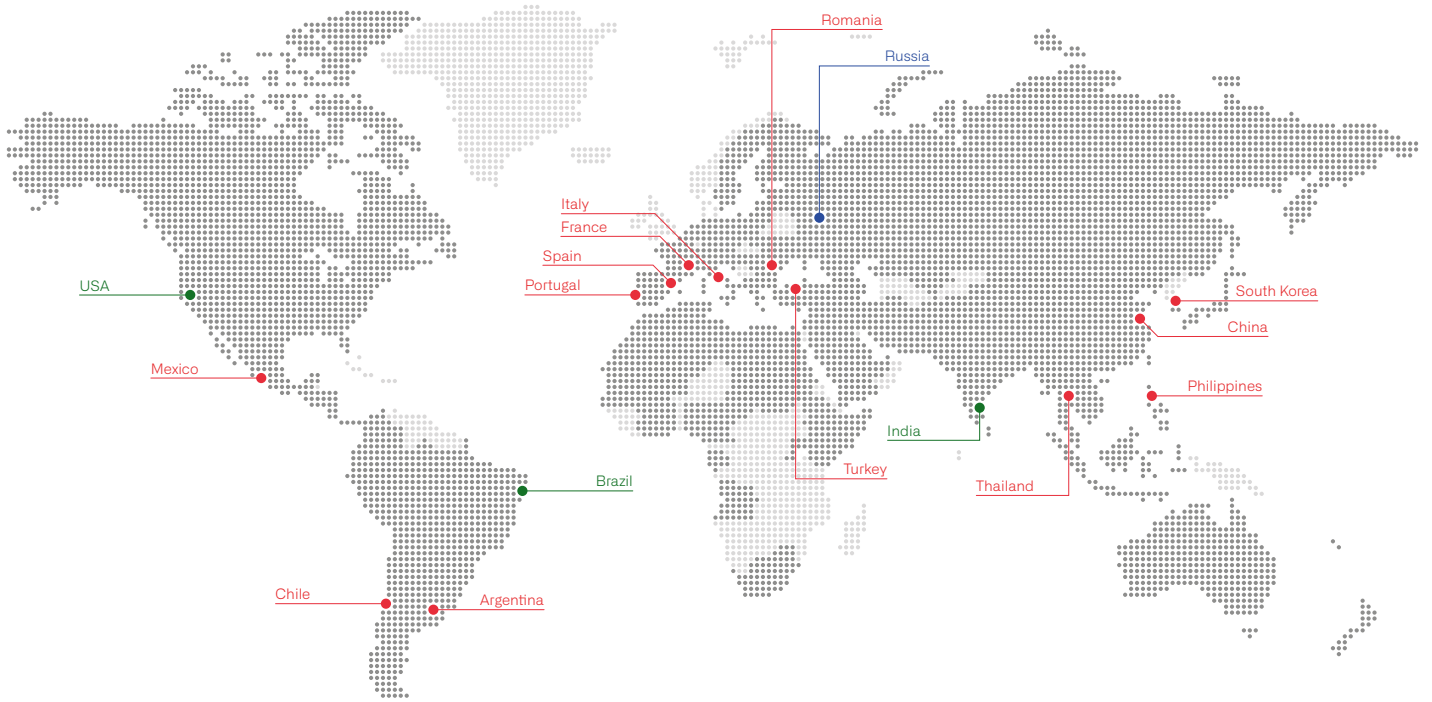 Romania
Russia
Italy
France
Spain
Portugal
USA
South Korea
China
Mexico
Philippines
India
Turkey
Brazil
Thailand
Chile
Argentina